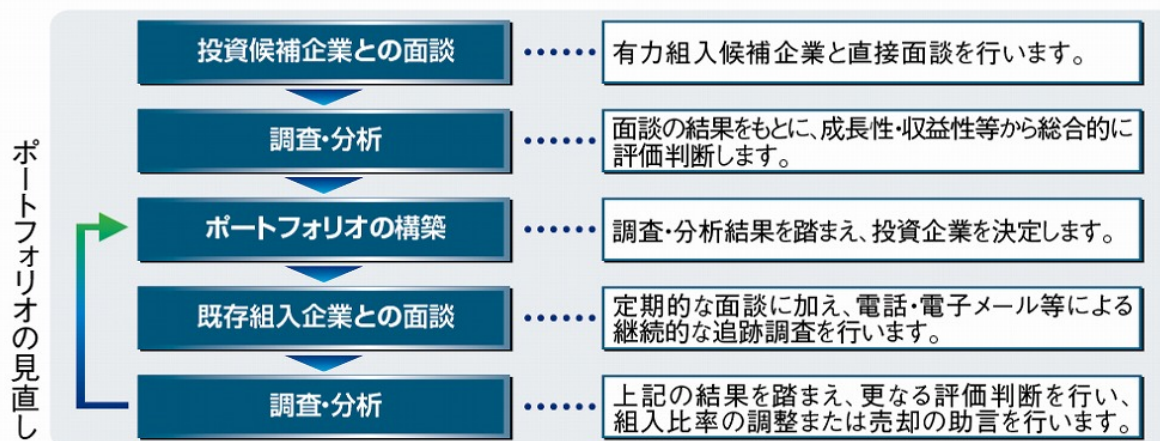 投資候補企業との面談
有力組入候補企業と直接面談を行います。
調査・分析
面談の結果をもとに、成長性・収益性等から総合的に
評価判断します。
ポートフォリオの構築
調査・分析結果を踏まえ、投資企業を決定します。
既存組入企業との面談
定期的な面談に加え、電話・電子メール等による
継続的な追跡調査を行います。
調査・分析
上記の結果を踏まえ、更なる評価判断を行い、
組入比率の調整または売却の助言を行います。
ポートフォリオの見直し